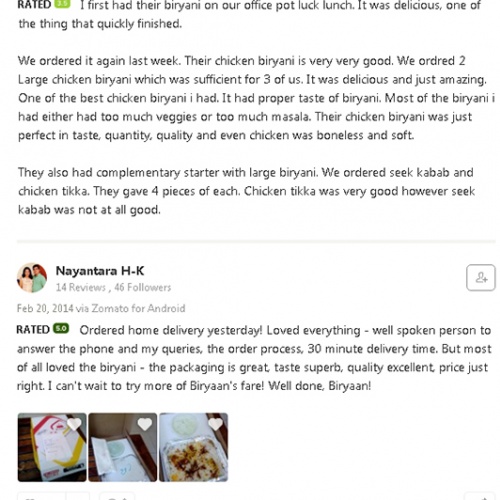 RATED 3.5 I first had their biryani on our office pot luck lunch. It was delicious, one of
the thing that quickly finished.
We ordered it again last week. Their chicken biryani is very very good. We ordred 2
Large chicken biryani which was sufficient for 3 of us. It was delicious and just amazing.
One of the best chicken biryani i had. It had proper taste of biryani. Most of the biryani i
had either had too much veggies or too much masala. Their chicken biryani was just
perfect in taste, quantity, quality and even chicken was boneless and soft.
They also had complementary starter with large biryani. We ordered seek kabab and
chicken tikka. They gave 4 pieces of each. Chicken tikka was very good however seek
kabab was not at all good.
Nayantara H-K
14 Reviews , 46 Followers
Feb 20, 2014 via Zomato for Android
RATED 5.0 Ordered home delivery yesterday! Loved everything - well spoken person to
answer the phone and my queries, the order process, 30 minute delivery time. But most
of all loved the biryani - the packaging is great, taste superb, quality excellent, price just
right. I can't wait to try more of Biryaan's fare! Well done, Biryaan!